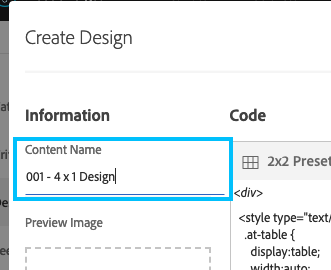 Create Design
Information
Code
Content Name
001 - 4 x 1 Design
2x2 Preset
<div>
<style type="text/
.at-table {
display:table;
width:auto;
Preview Image